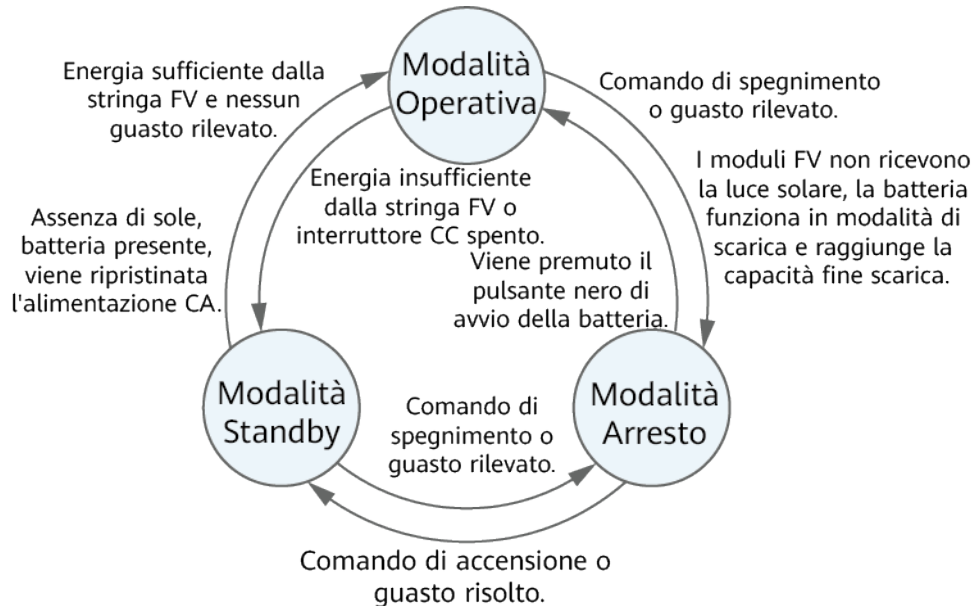 Modalità
Operativa
Energia sufficiente dalla
stringa FV e nessun
guasto rilevato.
Comando di spegnimento
o guasto rilevato.
I moduli FV non ricevono
la luce solare, la batteria
funziona in modalità di
scarica e raggiunge la
capacità fine scarica.
Energia insufficiente
dalla stringa FV o
interruttore CC spento.
Assenza di sole,
batteria presente,
viene ripristinata
l'alimentazione CA.
Viene premuto il
pulsante nero di
avvio della batteria.
Modalità
Standby
Comando di
spegnimento o
guasto rilevato.
Modalità
Arresto
Comando di accensione o
guasto risolto.